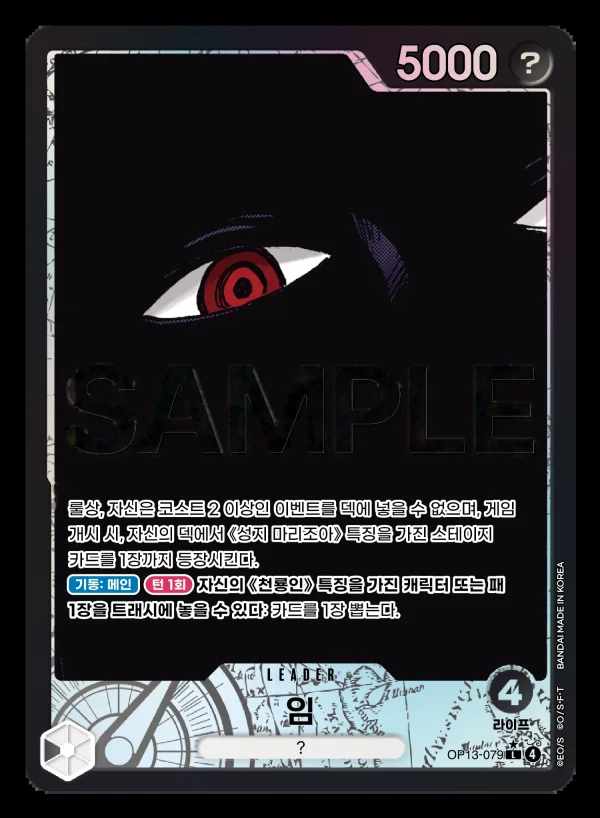 5000 ?
SAMPLE
룰상, 자신은 코스트 2 이상인 이벤트를 덱에 넣을 수 없으며, 게임
개시 시, 자신의 덱에서 《성지 마리조아》 특징을 가진 스테이지
카드를 1장까지 등장시킨다.
기동: 메인 턴 1회 자신의 《천룡인》 특징을 가진 캐릭터 또는 패
1장을 트래시에 놓을 수 있다: 카드를 1장 뽑는다.
LEADER
임
?
4
라이프
OP13-079 L 4
©E.O/S ©O/S·F·T BANDAI MADE IN KOREA